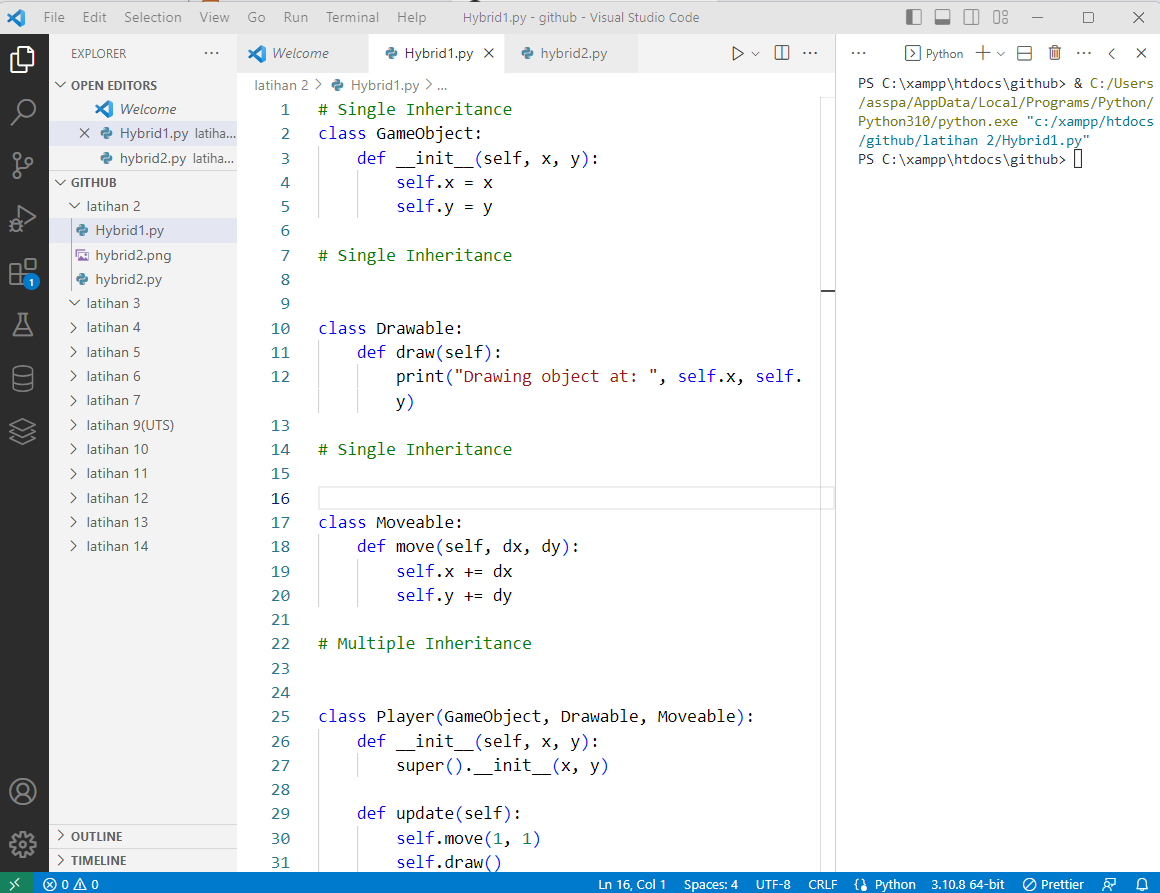 File Edit Selection View Go Run Terminal Help Hybrid1.py - github - Visual Studio Code
EXPLORER
OPEN EDITORS
Welcome
Hybrid1.py latiha...
hybrid2.py latiha...
GITHUB
latihan 2
Hybrid1.py
hybrid2.png
hybrid2.py
latihan 3
latihan 4
latihan 5
latihan 6
latihan 7
latihan 9(UTS)
latihan 10
latihan 11
latihan 12
latihan 13
latihan 14
OUTLINE
TIMELINE
1
Welcome Hybrid1.py hybrid2.py
latihan 2 > Hybrid1.py > ...
1 # Single Inheritance
2 class GameObject:
3     def __init__(self, x, y):
4         self.x = x
5         self.y = y
6
7 # Single Inheritance
8
9
10 class Drawable:
11     def draw(self):
12         print("Drawing object at: ", self.x, self.
        y)
13
14 # Single Inheritance
15
16
17 class Moveable:
18     def move(self, dx, dy):
19         self.x += dx
20         self.y += dy
21
22 # Multiple Inheritance
23
24
25 class Player(GameObject, Drawable, Moveable):
26     def __init__(self, x, y):
27         super().__init__(x, y)
28
29     def update(self):
30         self.move(1, 1)
31         self.draw()
Python
PS C:\xampp\htdocs\github> & C:/Users
/asspa/AppData/Local/Programs/Python/
Python310/python.exe "c:/xampp/htdocs
/github/latihan 2/Hybrid1.py"
PS C:\xampp\htdocs\github>
0 0 Ln 16, Col 1 Spaces: 4 UTF-8 CRLF Python 3.10.8 64-bit Prettier